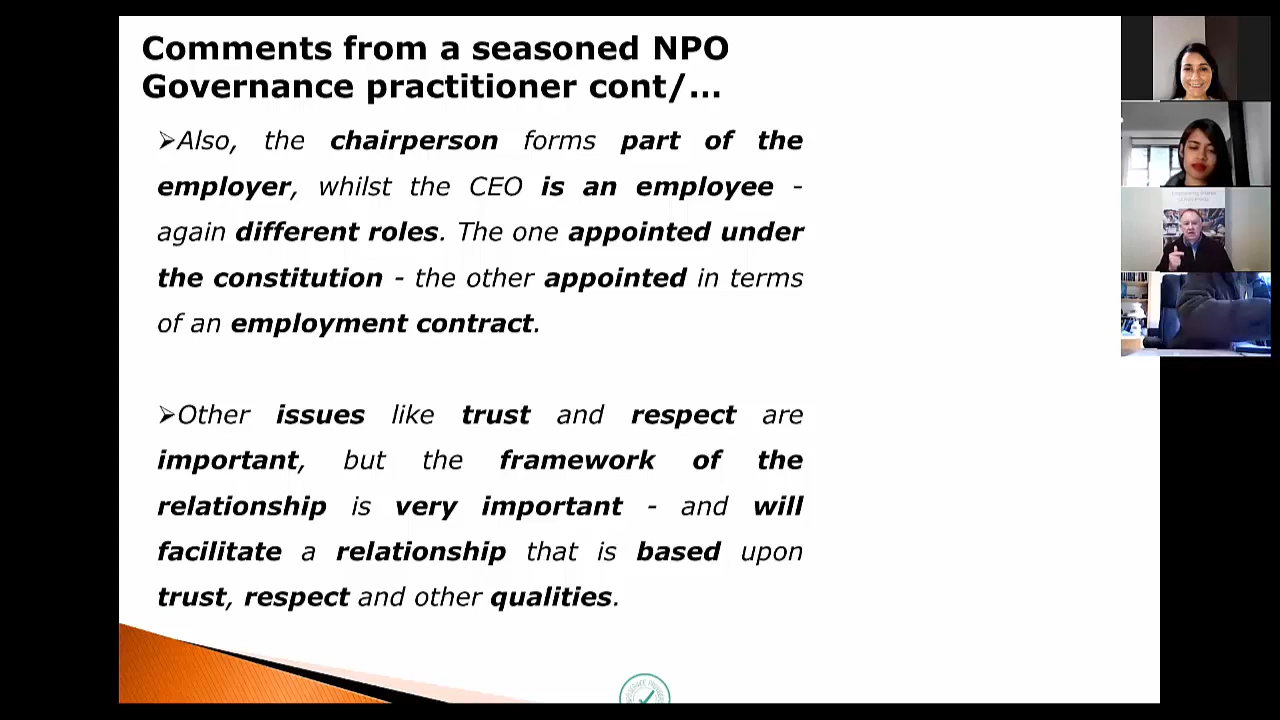 Comments from a seasoned NPO
Governance practitioner cont/…
➢Also, the chairperson forms part of the
employer, whilst the CEO is an employee -
again different roles. The one appointed under
the constitution - the other appointed in terms
of an employment contract.
➢Other issues like trust and respect are
important, but the framework of the
relationship is very important - and will
facilitate a relationship that is based upon
trust, respect and other qualities.